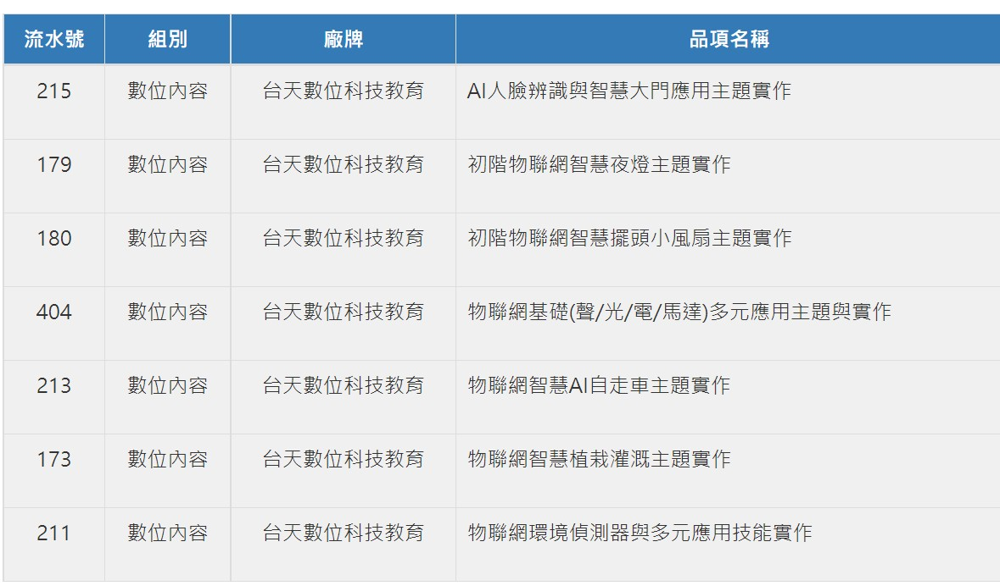 流水號 組別 廠牌 品項名稱
215 數位內容 台天數位科技教育 AI人臉辨識與智慧大門應用主題實作
179 數位內容 台天數位科技教育 初階物聯網智慧夜燈主題實作
180 數位內容 台天數位科技教育 初階物聯網智慧擺頭小風扇主題實作
404 數位內容 台天數位科技教育 物聯網基礎(聲/光/電/馬達)多元應用主題與實作
213 數位內容 台天數位科技教育 物聯網智慧AI自走車主題實作
173 數位內容 台天數位科技教育 物聯網智慧植栽灌溉主題實作
211 數位內容 台天數位科技教育 物聯網環境偵測器與多元應用技能實作